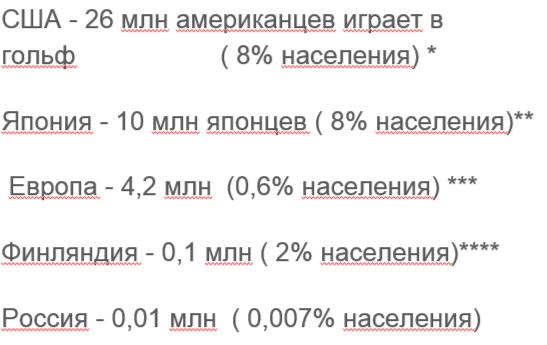 США - 26 млн американцев играет в
гольф ( 8% населения) *
Япония - 10 млн японцев ( 8% населения)**
Европа - 4,2 млн (0,6% населения) ***
Финляндия - 0,1 млн ( 2% населения)****
Россия - 0,01 млн ( 0,007% населения)